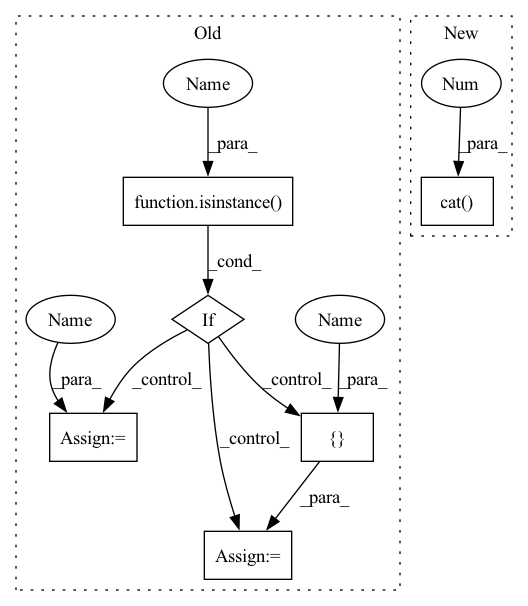 Old
New
Name
Num
_para_
_para_
function.isinstance()
cat()
_cond_
Name
If
Name
_para_
_control_
_control_
_para_
Assign:=
_control_
{}
_para_
Assign:=